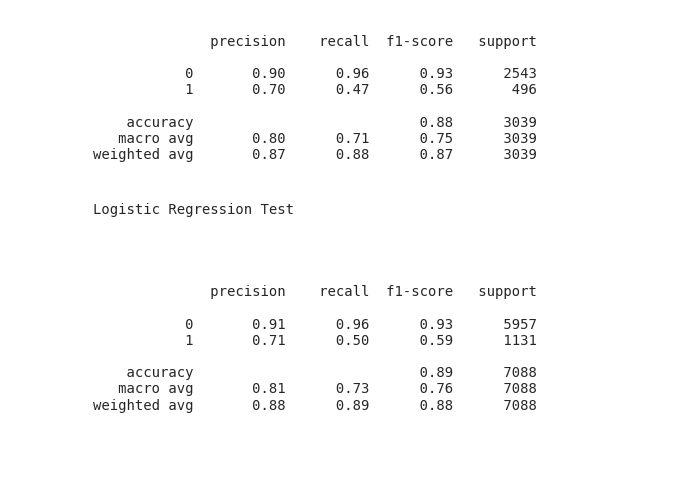 precision recall f1-score support
0 0.90 0.96 0.93 2543
1 0.70 0.47 0.56 496
accuracy 0.88 3039
macro avg 0.80 0.71 0.75 3039
weighted avg 0.87 0.88 0.87 3039
Logistic Regression Test
precision recall f1-score support
0 0.91 0.96 0.93 5957
1 0.71 0.50 0.59 1131
accuracy 0.89 7088
macro avg 0.81 0.73 0.76 7088
weighted avg 0.88 0.89 0.88 7088